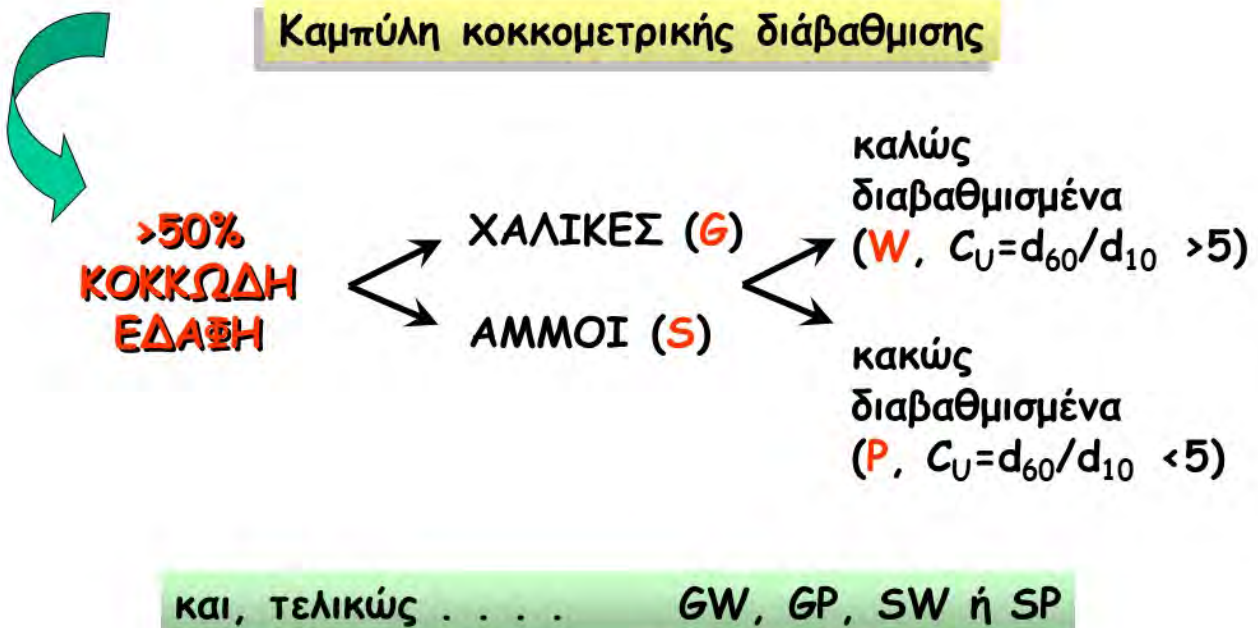 Καμπύλη κοκκομετρικής διάβαθμισης
>50%
ΚΟΚΚΩΔΗ
ΕΔΑΦΗ
ΧΑΛΙΚΕΣ (G)
ΑΜΜΟΙ (S)
καλώς
διαβαθμισμένα
(W, CU=d60/d10 >5)
κακώς
διαβαθμισμένα
(P, CU=d60/d10 <5)
και, τελικώς . . . . GW, GP, SW ή SP